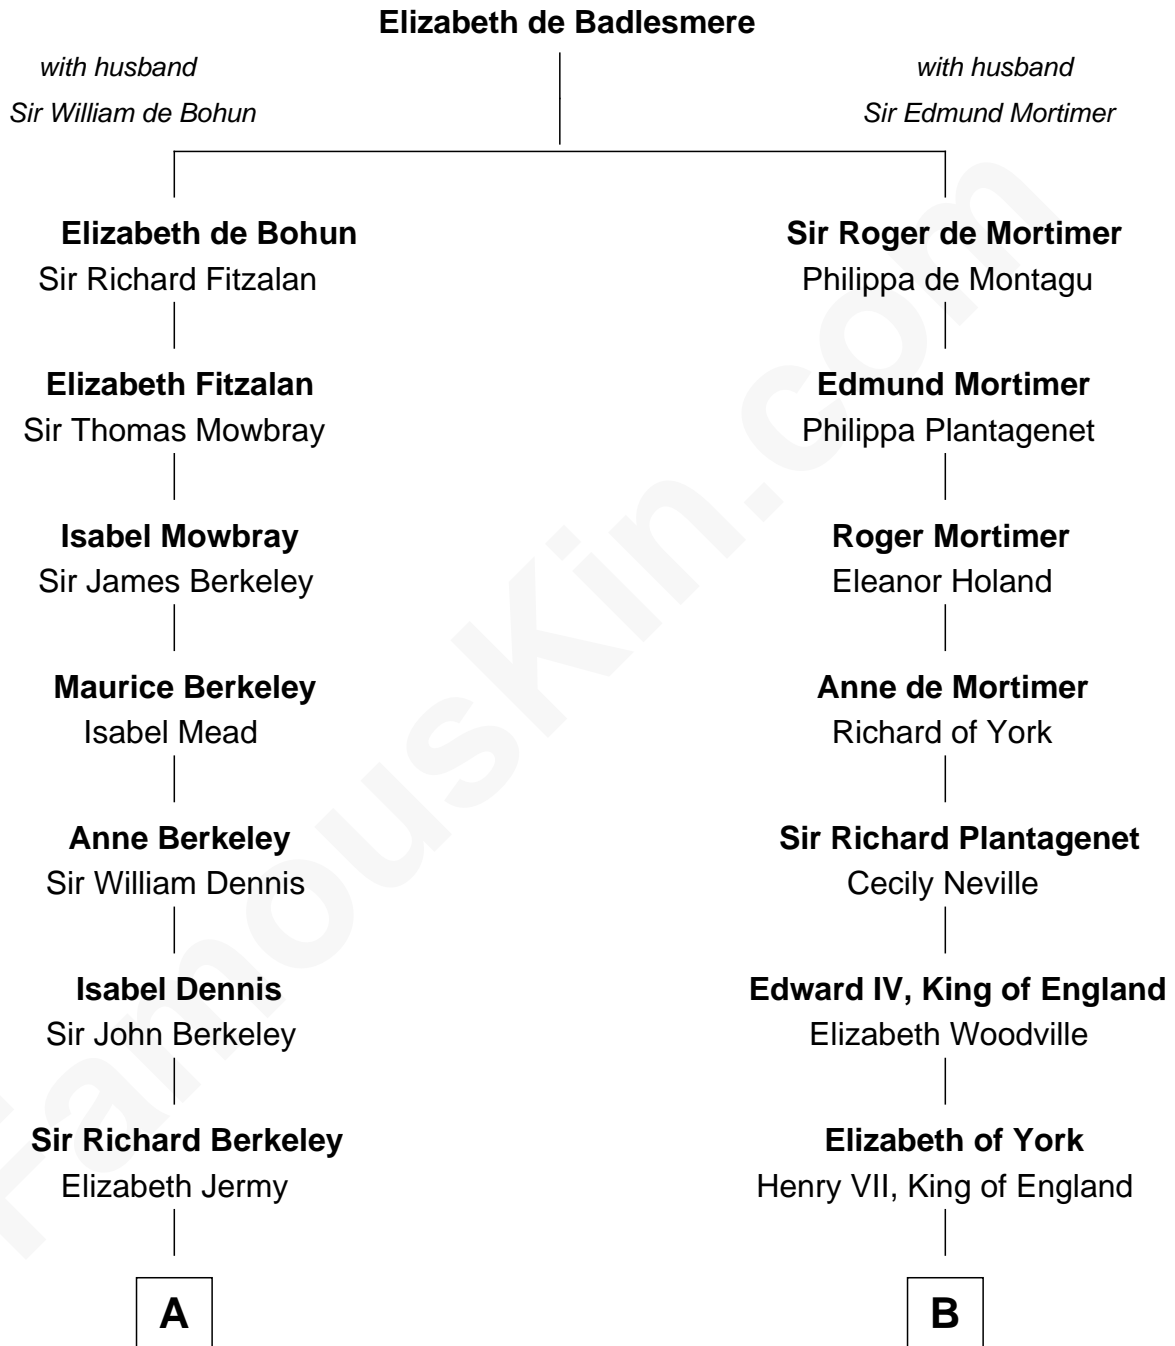 Elizabeth de Badlesmere
with husband
Sir William de Bohun
with husband
Sir Edmund Mortimer
Elizabeth de Bohun
Sir Richard Fitzalan
Sir Roger de Mortimer
Philippa de Montagu
Elizabeth Fitzalan
Sir Thomas Mowbray
Edmund Mortimer
Philippa Plantagenet
Isabel Mowbray
Sir James Berkeley
Roger Mortimer
Eleanor Holand
Maurice Berkeley
Isabel Mead
Anne de Mortimer
Richard of York
Anne Berkeley
Sir William Dennis
Sir Richard Plantagenet
Cecily Neville
Isabel Dennis
Sir John Berkeley
Edward IV, King of England
Elizabeth Woodville
Sir Richard Berkeley
Elizabeth Jermy
Elizabeth of York
Henry VII, King of England
A
B
FamousKin.com